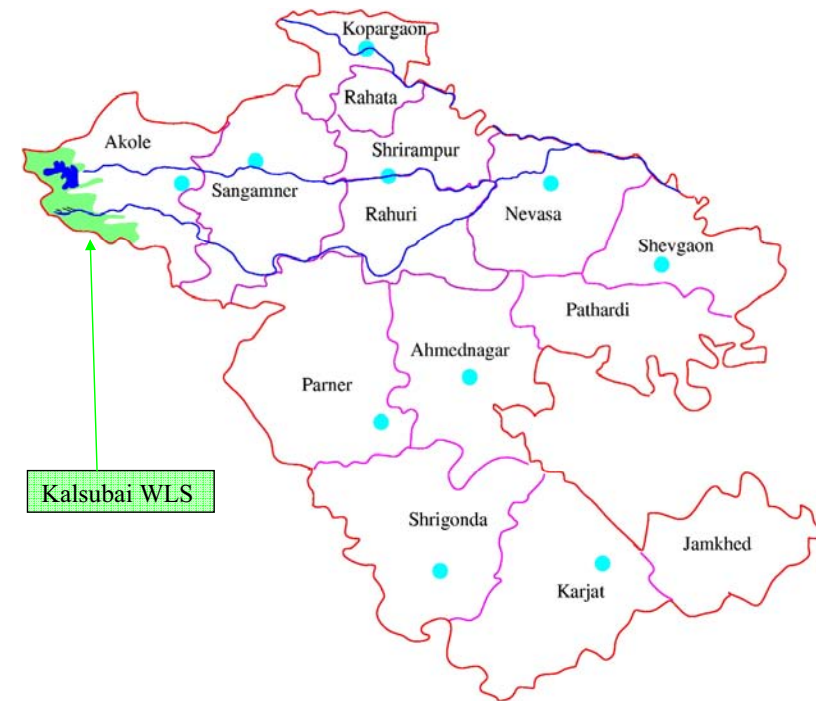 Kopargaon
Rahata
Akole
Shrirampur
Sangamner
Rahuri
Nevasa
Shevgaon
Pathardi
Ahmednagar
Parner
Kalsubai WLS
Shrigonda
Jamkhed
Karjat